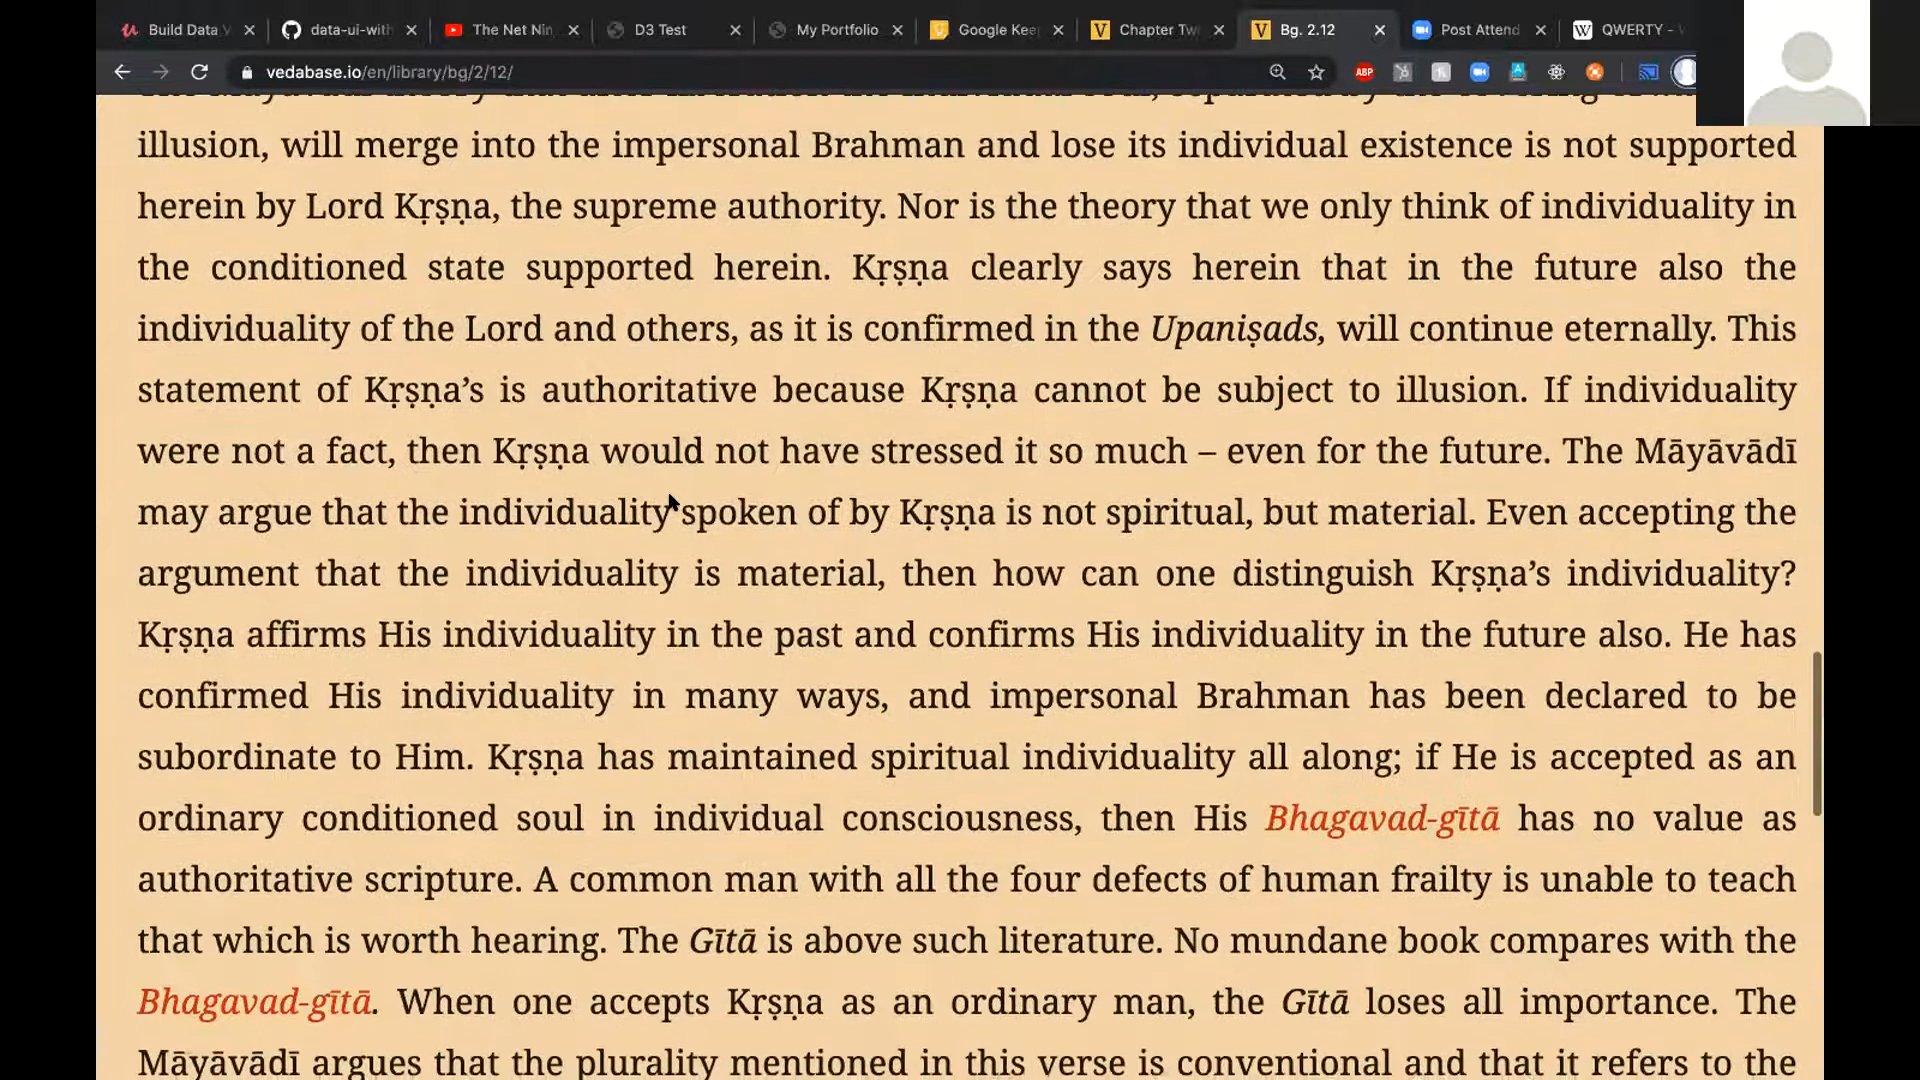 Build Data V
data-ui-with
The Net Nin
D3 Test
My Portfolio
Google Keep
Chapter Tw
Bg. 2.12
Post Attend
QWERTY -
vedabase.io/en/library/bg/2/12/
ABP
illusion, will merge into the impersonal Brahman and lose its individual existence is not supported
herein by Lord Kṛṣṇa, the supreme authority. Nor is the theory that we only think of individuality in
the conditioned state supported herein. Kṛṣṇa clearly says herein that in the future also the
individuality of the Lord and others, as it is confirmed in the Upaniṣads, will continue eternally. This
statement of Kṛṣṇa’s is authoritative because Kṛṣṇa cannot be subject to illusion. If individuality
were not a fact, then Kṛṣṇa would not have stressed it so much – even for the future. The Māyāvādī
may argue that the individuality spoken of by Kṛṣṇa is not spiritual, but material. Even accepting the
argument that the individuality is material, then how can one distinguish Kṛṣṇa’s individuality?
Kṛṣṇa affirms His individuality in the past and confirms His individuality in the future also. He has
confirmed His individuality in many ways, and impersonal Brahman has been declared to be
subordinate to Him. Kṛṣṇa has maintained spiritual individuality all along; if He is accepted as an
ordinary conditioned soul in individual consciousness, then His Bhagavad-gītā has no value as
authoritative scripture. A common man with all the four defects of human frailty is unable to teach
that which is worth hearing. The Gītā is above such literature. No mundane book compares with the
Bhagavad-gītā. When one accepts Kṛṣṇa as an ordinary man, the Gītā loses all importance. The
Māyāvādī argues that the plurality mentioned in this verse is conventional and that it refers to the